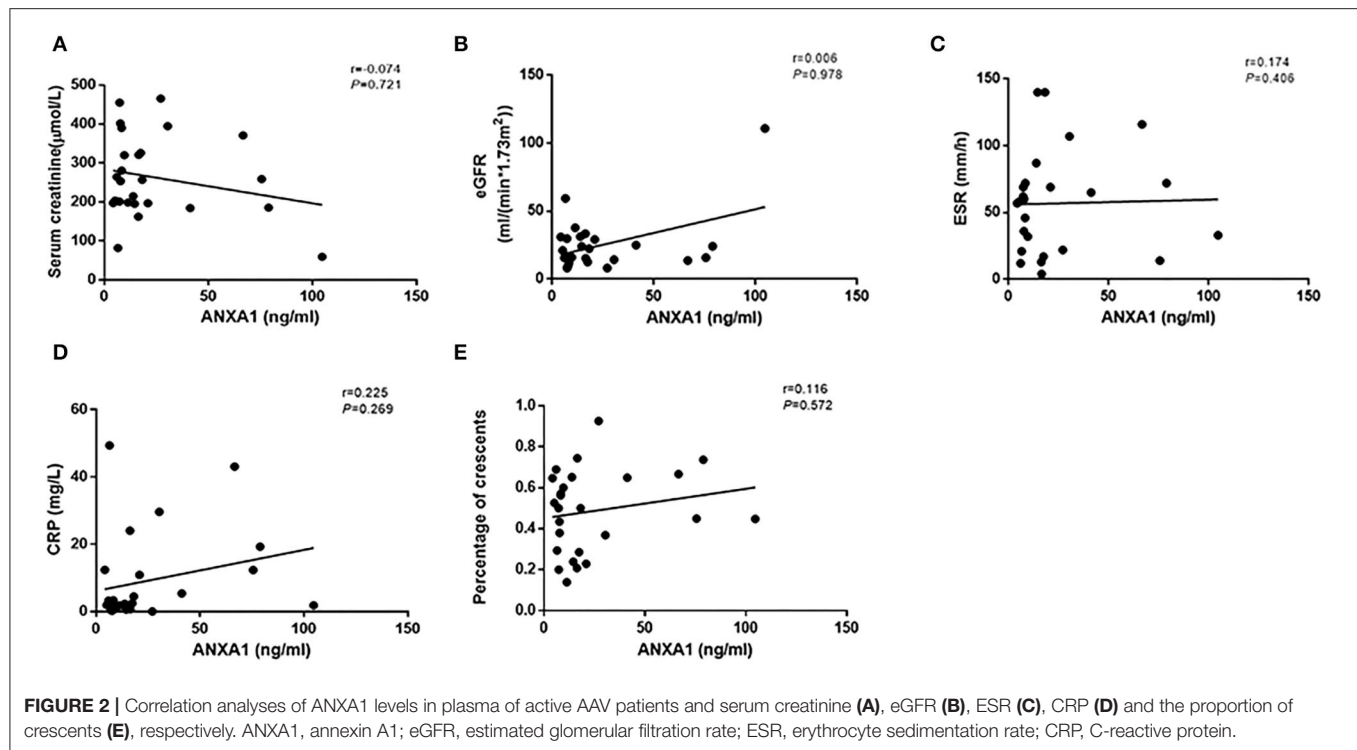 A
r=-0.074
P=0.721
Serum creatinine(μmol/L)
500
400
300
200
100
0
0 50 100 150
ANXA1 (ng/ml)
B
r=0.006
P=0.978
eGFR
(ml/(min*1.73m²))
150
100
50
0
0 50 100 150
ANXA1 (ng/ml)
C
r=0.174
P=0.406
ESR (mm/h)
150
100
50
0
0 50 100 150
ANXA1 (ng/ml)
D
r=0.225
P=0.269
CRP (mg/L)
60
40
20
0
0 50 100 150
ANXA1 (ng/ml)
E
r=0.116
P=0.572
Percentage of crescents
1.0
0.8
0.6
0.4
0.2
0.0
0 50 100 150
ANXA1 (ng/ml)
FIGURE 2 | Correlation analyses of ANXA1 levels in plasma of active AAV patients and serum creatinine (A), eGFR (B), ESR (C), CRP (D) and the proportion of
crescents (E), respectively. ANXA1, annexin A1; eGFR, estimated glomerular filtration rate; ESR, erythrocyte sedimentation rate; CRP, C-reactive protein.